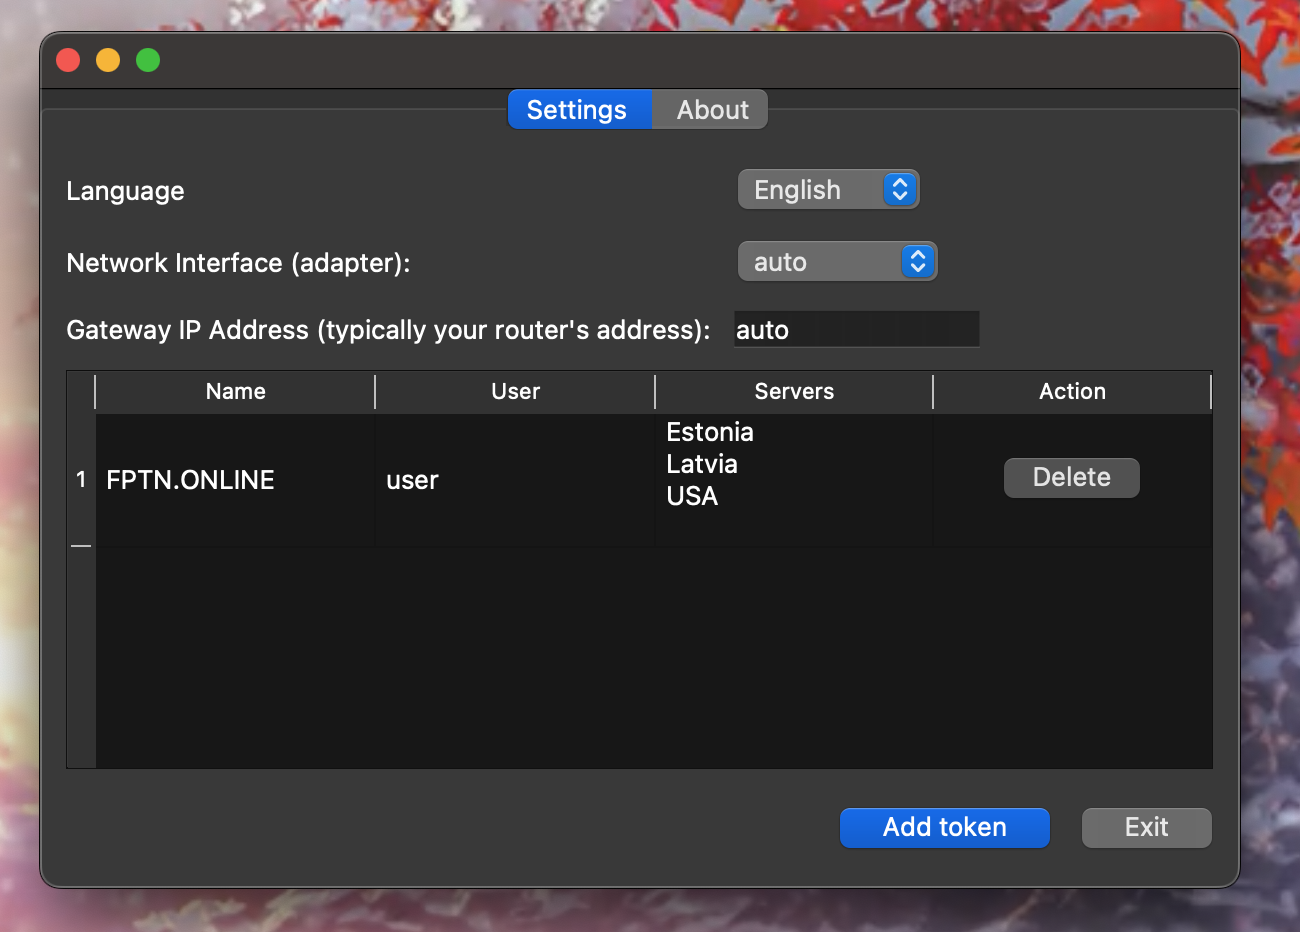 Settings About
Language English
Network Interface (adapter): auto
Gateway IP Address (typically your router's address): auto
Name User Servers Action
Estonia
Latvia
1 FPTN.ONLINE user Delete
USA
Add token Exit